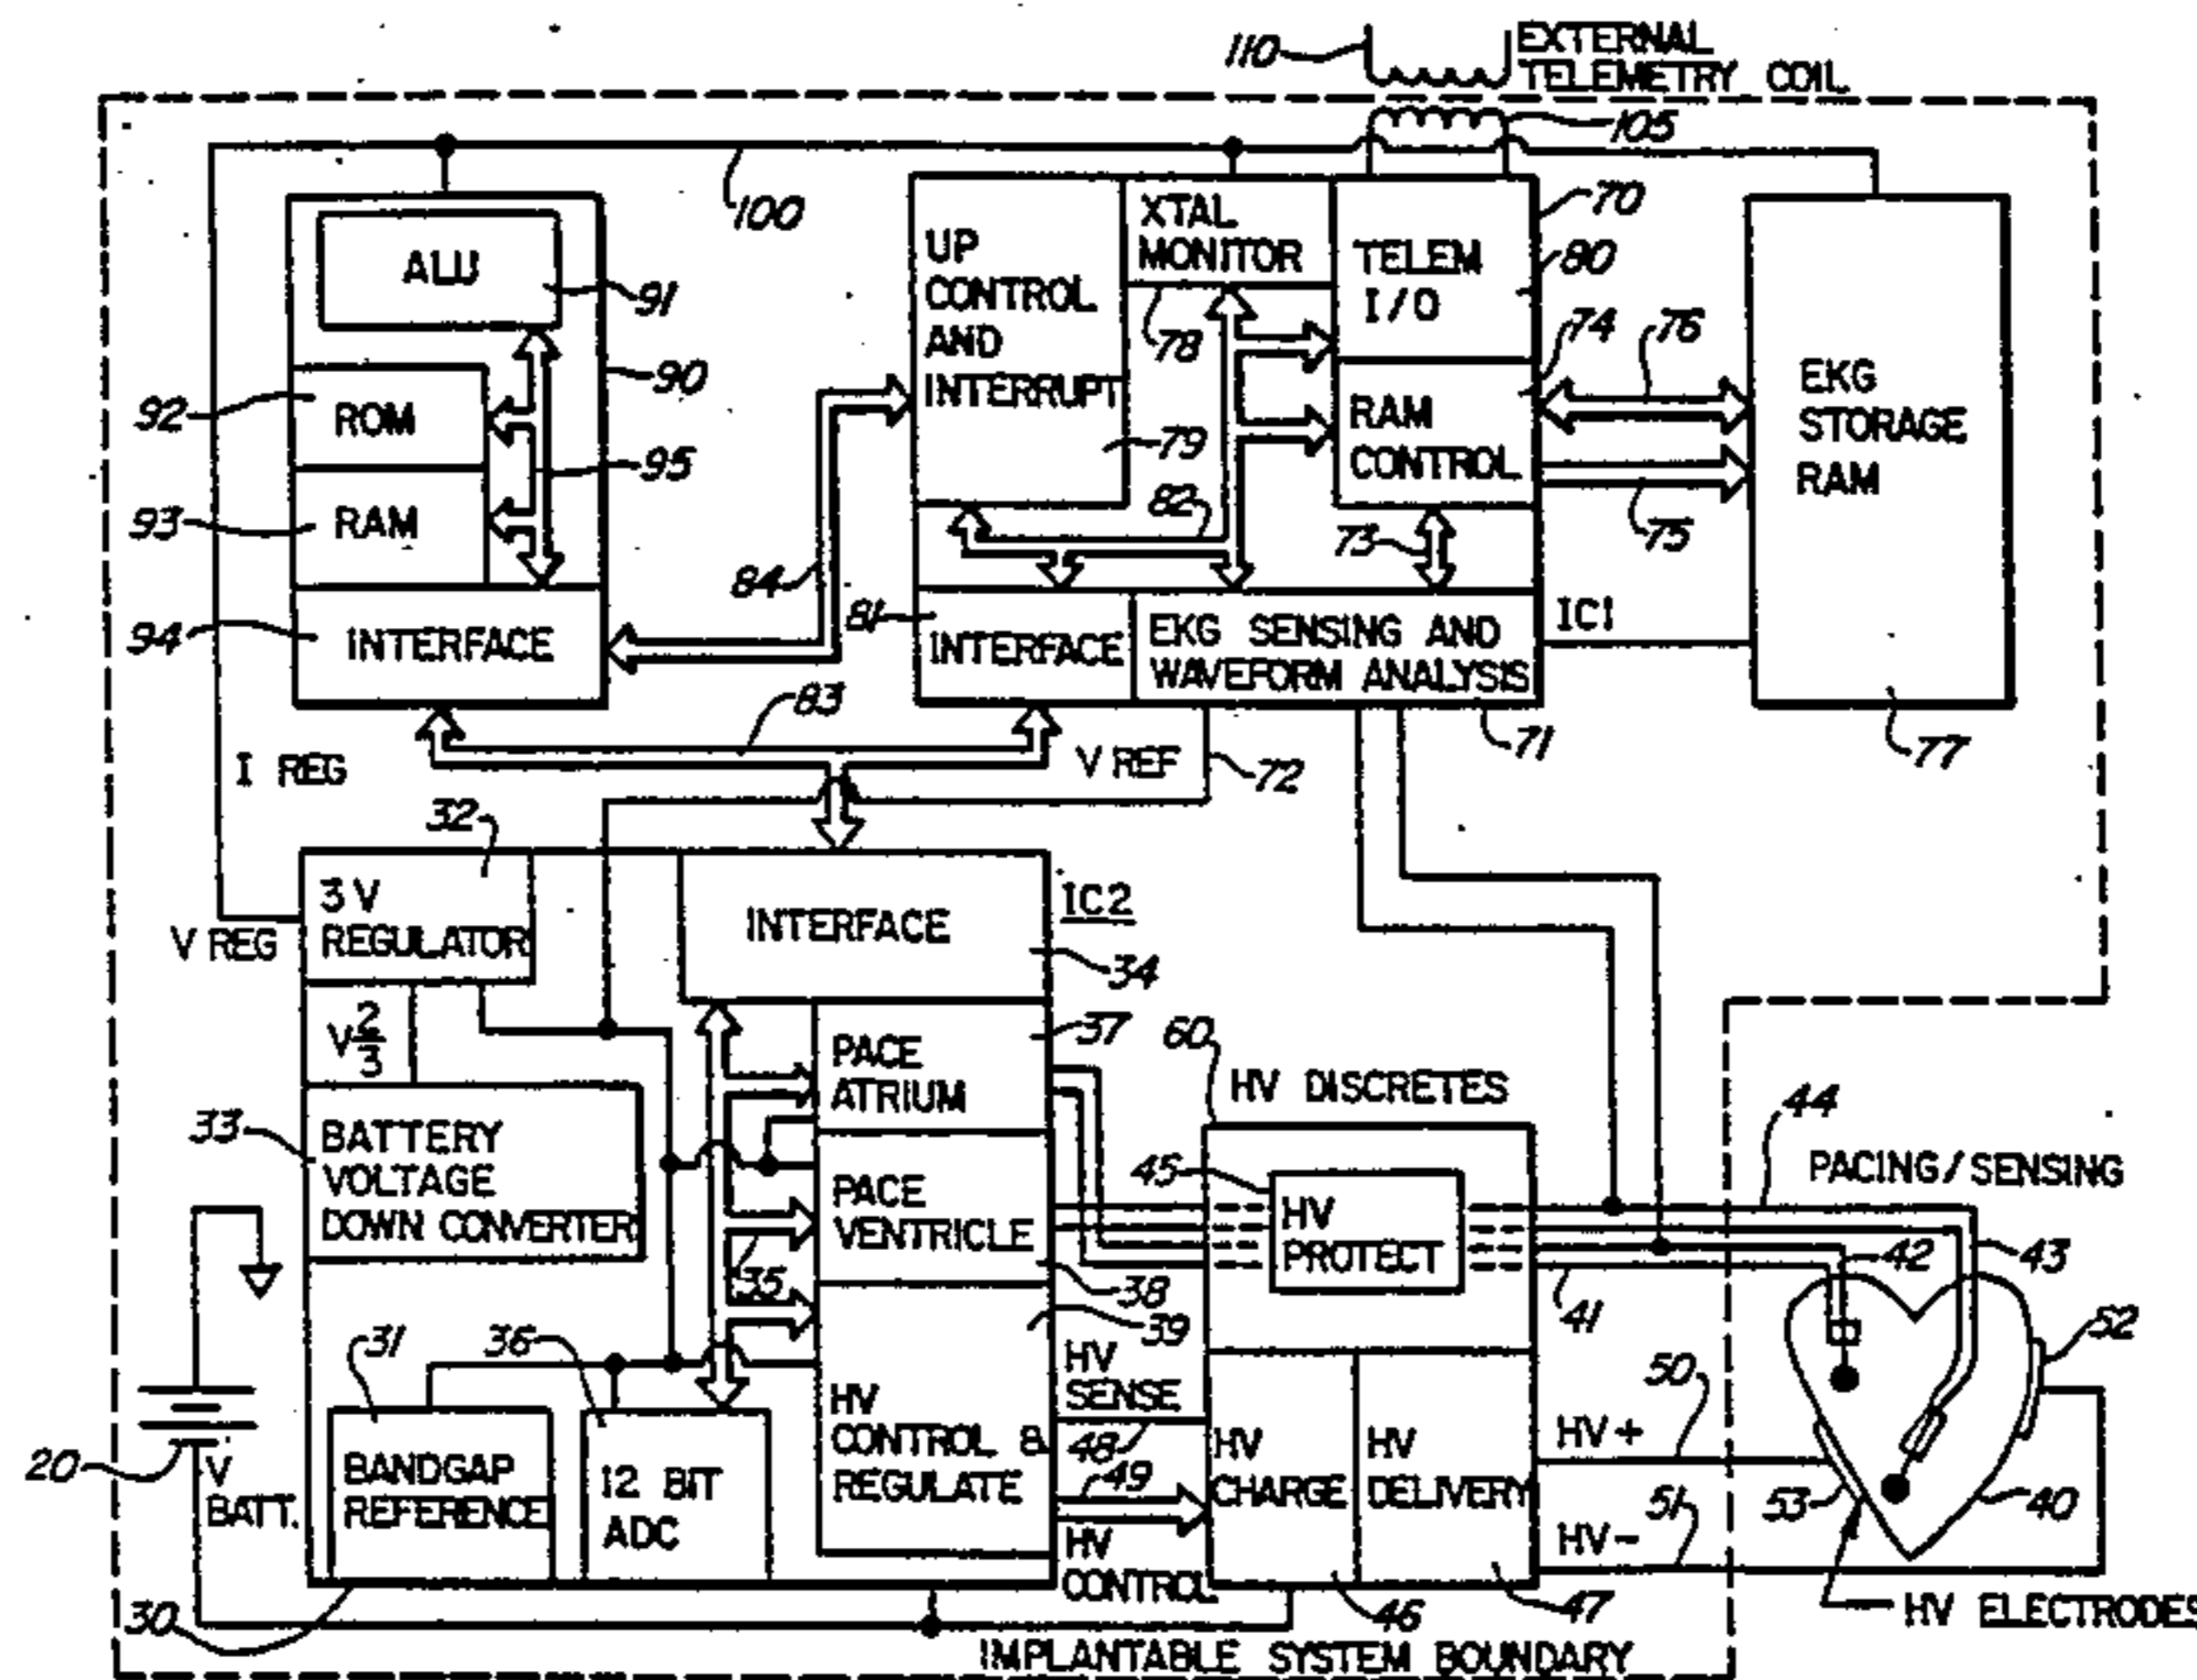 110
EXTERNAL
TELEMETRY COIL
105
100
ALU
91
90
92
ROM
95
93
RAM
94
INTERFACE
UP
CONTROL
AND
INTERRUPT
79
XTAL
MONITOR
78
TELEM
I/O
70
80
74
RAM
CONTROL
76
75
EKG
STORAGE
RAM
77
82
73
84
81
INTERFACE
EKG SENSING AND
WAVEFORM ANALYSIS
IC1
71
83
I REG
V REF
72
32
3 V
REGULATOR
V REG
V 2/3
INTERFACE
IC2
34
33
BATTERY
VOLTAGE
DOWN CONVERTER
PACE
ATRIUM
37
PACE
VENTRICLE
38
35
39
60
HV DISCRETES
45
HV
PROTECT
44
PACING/SENSING
43
42
41
52
31
36
20
V
BATT.
BANDGAP
REFERENCE
12 BIT
ADC
HV
CONTROL &
REGULATE
HV
SENSE
48
49
HV
CONTROL
HV
CHARGE
HV
DELIVERY
HV+
50
HV-
51
53
40
30
46
47
HV ELECTRODES
IMPLANTABLE SYSTEM BOUNDARY